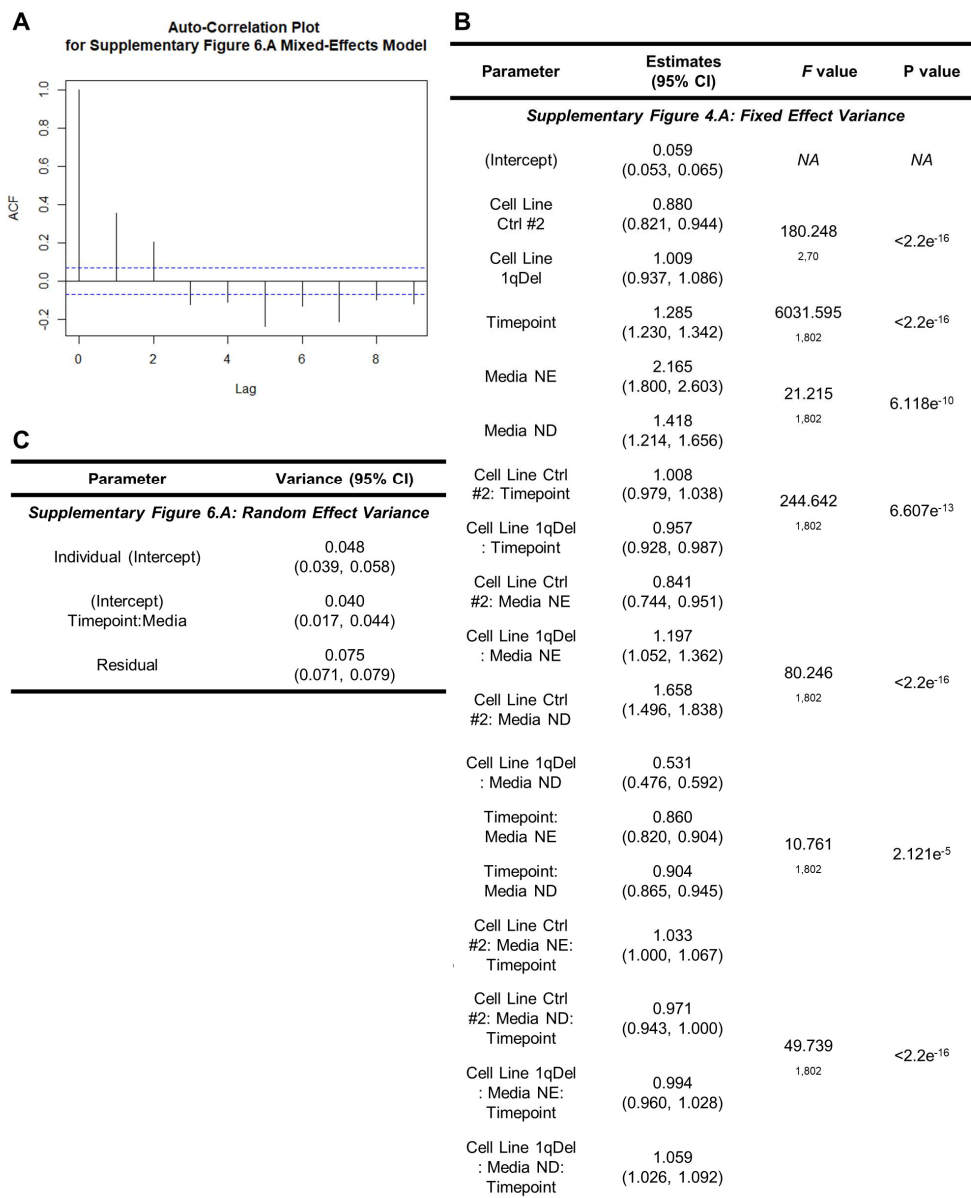 A
Auto-Correlation Plot
for Supplementary Figure 6.A Mixed-Effects Model
1.0
0.8
0.6
0.4
0.2
0.0
-0.2
ACF
0 2 4 6 8
Lag
C
Parameter Variance (95% CI)
Supplementary Figure 6.A: Random Effect Variance
Individual (Intercept) 0.048
(0.039, 0.058)
(Intercept)
Timepoint:Media 0.040
(0.017, 0.044)
Residual 0.075
(0.071, 0.079)
B
Parameter Estimates
(95% CI) F value P value
Supplementary Figure 4.A: Fixed Effect Variance
(Intercept) 0.059
(0.053, 0.065) NA NA
Cell Line
Ctrl #2 0.880
(0.821, 0.944)
180.248
2,70
<2.2e-16
Cell Line
1qDel 1.009
(0.937, 1.086)
Timepoint 1.285
(1.230, 1.342)
6031.595
1,802
<2.2e-16
Media NE 2.165
(1.800, 2.603)
21.215
1,802
6.118e-10
Media ND 1.418
(1.214, 1.656)
Cell Line Ctrl
#2: Timepoint 1.008
(0.979, 1.038)
244.642
1,802
6.607e-13
Cell Line 1qDel
: Timepoint 0.957
(0.928, 0.987)
Cell Line Ctrl
#2: Media NE 0.841
(0.744, 0.951)
Cell Line 1qDel
: Media NE 1.197
(1.052, 1.362)
80.246
1,802
<2.2e-16
Cell Line Ctrl
#2: Media ND 1.658
(1.496, 1.838)
Cell Line 1qDel
: Media ND 0.531
(0.476, 0.592)
Timepoint:
Media NE 0.860
(0.820, 0.904)
10.761
1,802
2.121e-5
Timepoint:
Media ND 0.904
(0.865, 0.945)
Cell Line Ctrl
#2: Media NE:
Timepoint 1.033
(1.000, 1.067)
Cell Line Ctrl
#2: Media ND:
Timepoint 0.971
(0.943, 1.000)
49.739
1,802
<2.2e-16
Cell Line 1qDel
: Media NE:
Timepoint 0.994
(0.960, 1.028)
Cell Line 1qDel
: Media ND:
Timepoint 1.059
(1.026, 1.092)